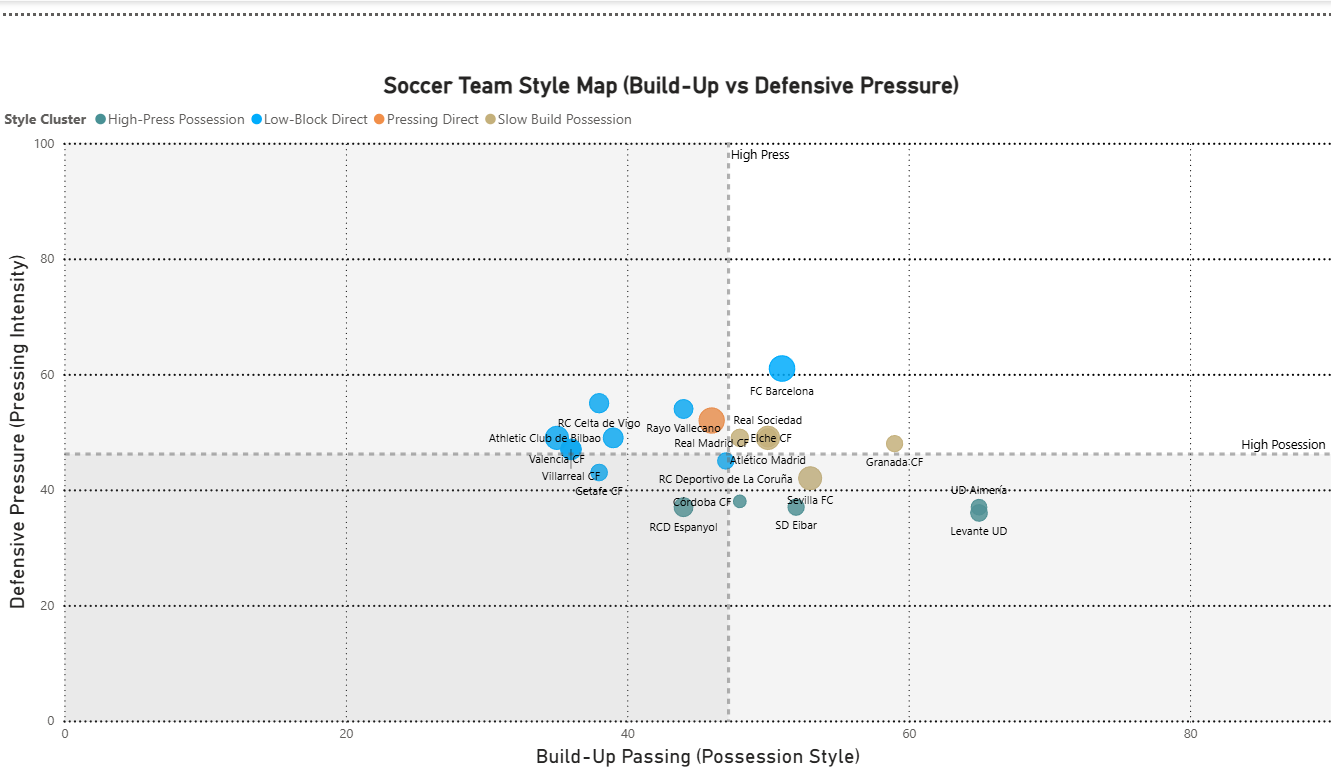 Soccer Team Style Map (Build-Up vs Defensive Pressure)
Style Cluster High-Press Possession Low-Block Direct Pressing Direct Slow Build Possession
100
High Press
80
60
FC Barcelona
RC Celta de Vigo
Real Sociedad
Rayo Vallecano
Athletic Club de Bilbao
Elche CF
Real Madrid CF
High Posession
Valencia CF
Atlético Madrid
Granada CF
Villarreal CF
RC Deportivo de La Coruña
40
Getafe CF
UD Almería
Córdoba CF
Sevilla FC
RCD Espanyol
SD Eibar
Levante UD
20
0
0 20 40 60 80
Defensive Pressure (Pressing Intensity)
Build-Up Passing (Possession Style)